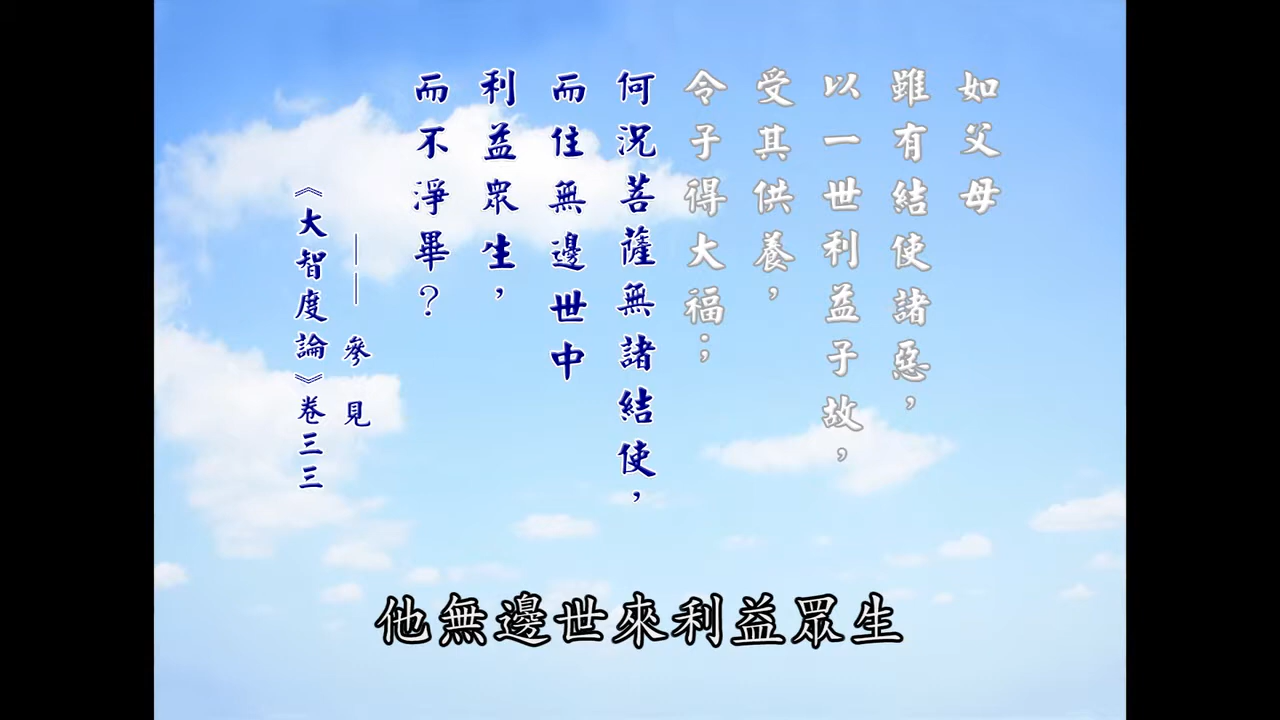 如父母
雖有結使諸惡，
以一世利益子故，
受其供養，
令子得大福；
何況菩薩無諸結使，
而住無邊世中
利益眾生，
而不淨畢？
——參見
《大智度論》卷三三
他無邊世來利益眾生